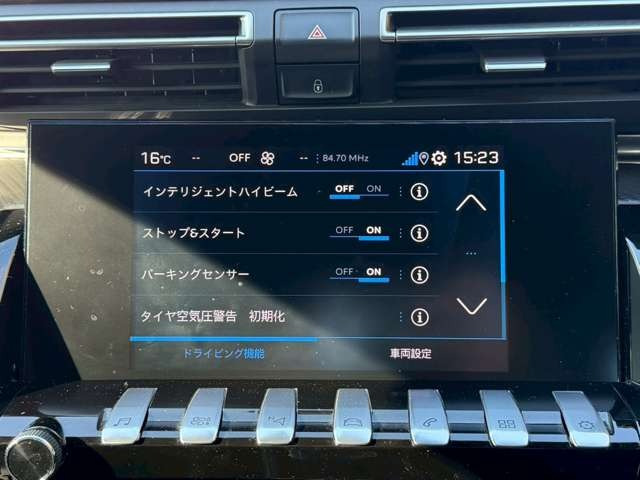 16℃ -- OFF -- 84.70 MHz 15:23
インテリジェントハイビーム OFF ON
ストップ&スタート OFF ON
パーキングセンサー OFF ON
タイヤ空気圧警告 初期化
ドライビング機能 車両設定